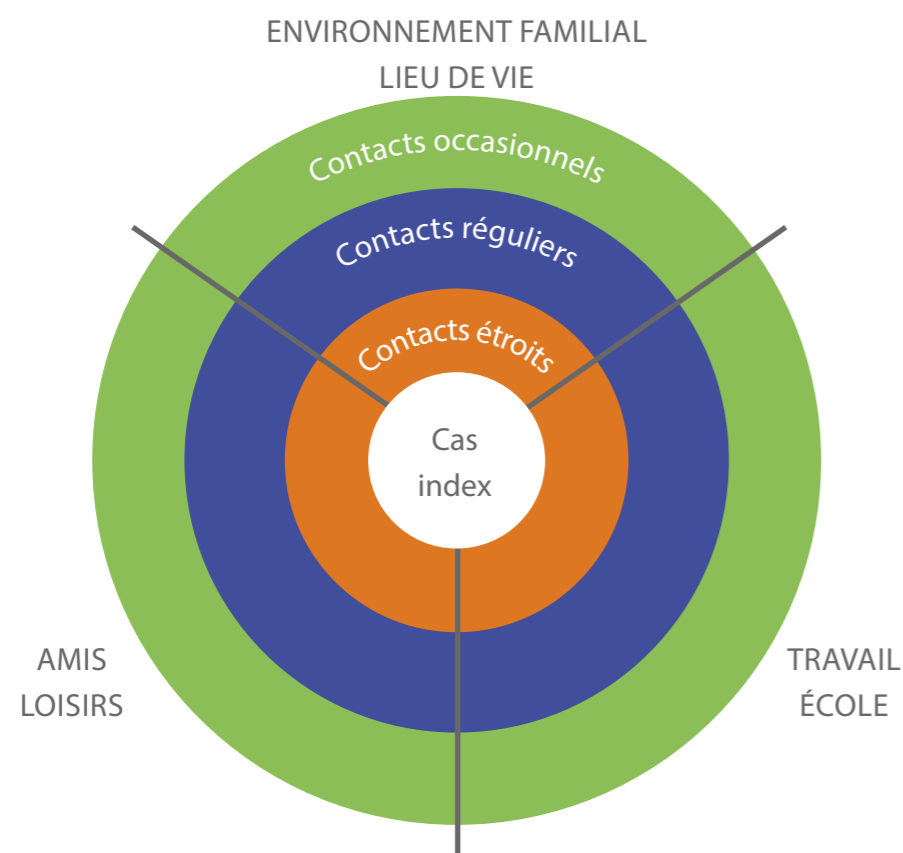 ENVIRONNEMENT FAMILIAL
LIEU DE VIE
Contacts occasionnels
Contacts réguliers
Contacts étroits
Cas
index
AMIS
LOISIRS
TRAVAIL
ÉCOLE